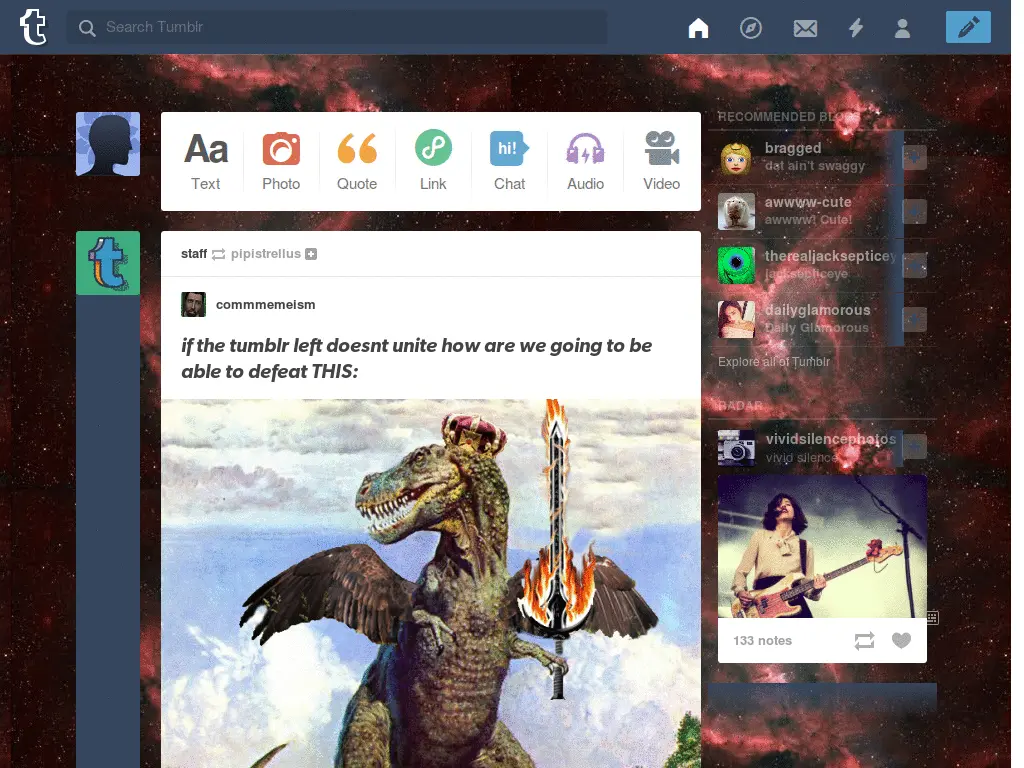 t
Search Tumblr
Aa
hi!
Text
Photo
Quote
Link
Chat
Audio
Video
t
staff pipistrellus
commmemeism
if the tumblr left doesnt unite how are we going to be
able to defeat THIS:
RECOMMENDED BLOGS
bragged
dat ain't swaggy
awwww-cute
awwww! Cute!
therealjacksepticey
jacksepticeye
dailyglamorous
Daily Glamorous
Explore all of Tumblr
RADAR
vividsilencephotos
vivid silence
133 notes